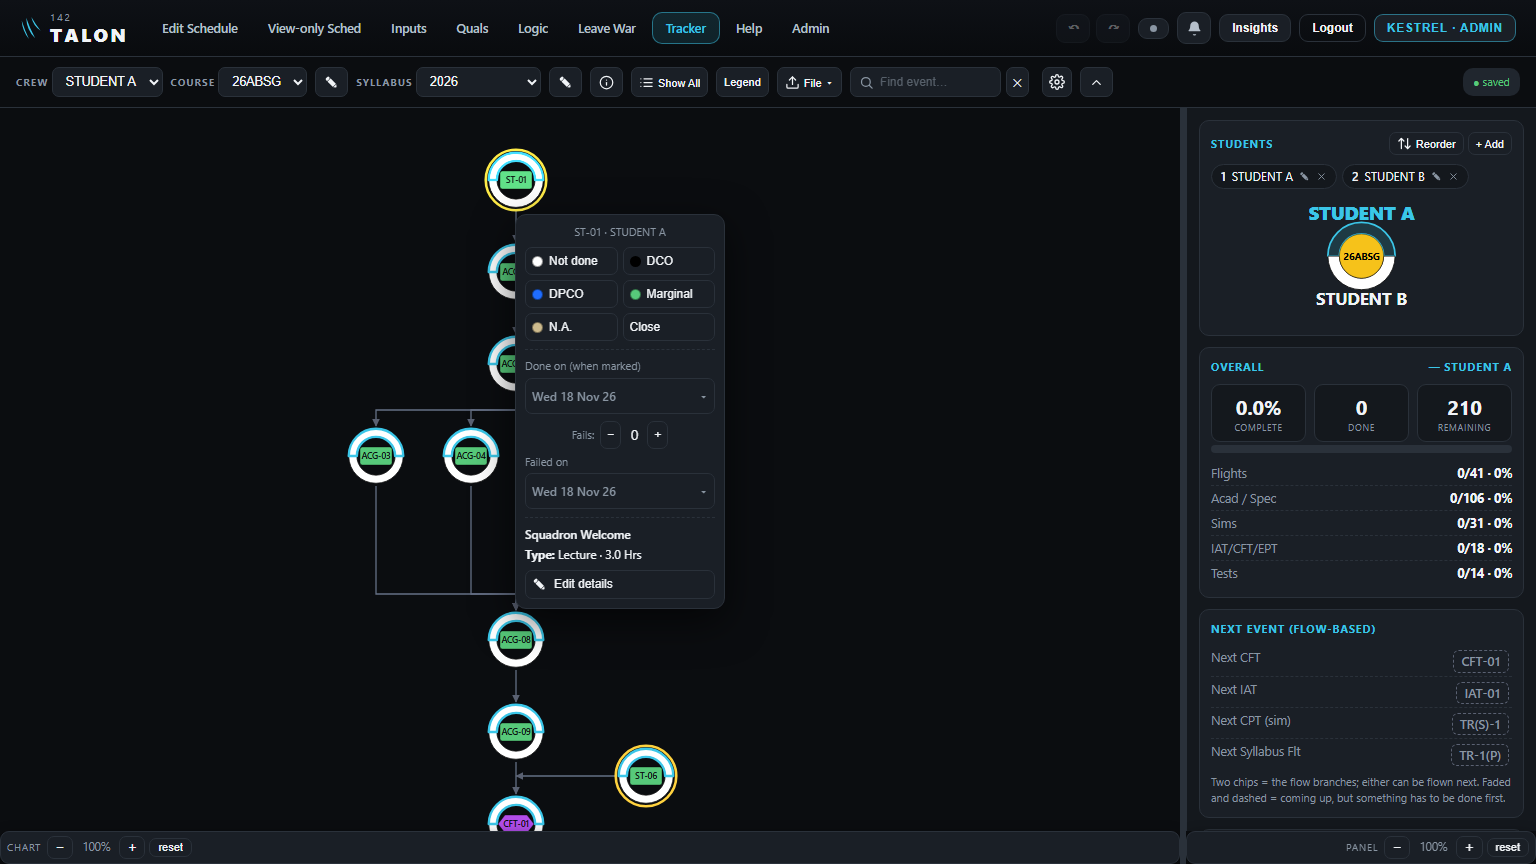 142
TALON
Edit Schedule
View-only Sched
Inputs
Quals
Logic
Leave War
Tracker
Help
Admin
Insights
Logout
KESTREL · ADMIN
CREW
STUDENT A
COURSE
26ABSG
SYLLABUS
2026
Show All
Legend
File
Find event...
saved
ST-01
ST-01 · STUDENT A
Not done
DCO
DPCO
Marginal
N.A.
Close
Done on (when marked)
Wed 18 Nov 26
Fails:
−
0
+
Failed on
Wed 18 Nov 26
Squadron Welcome
Type: Lecture · 3.0 Hrs
Edit details
ACG-03
ACG-04
ACG-08
ACG-09
ST-06
CFT-01
STUDENTS
Reorder
+ Add
1 STUDENT A
2 STUDENT B
STUDENT A
26ABSG
STUDENT B
OVERALL
— STUDENT A
0.0%
COMPLETE
0
DONE
210
REMAINING
Flights
0/41 · 0%
Acad / Spec
0/106 · 0%
Sims
0/31 · 0%
IAT/CFT/EPT
0/18 · 0%
Tests
0/14 · 0%
NEXT EVENT (FLOW-BASED)
Next CFT
CFT-01
Next IAT
IAT-01
Next CPT (sim)
TR(S)-1
Next Syllabus Flt
TR-1(P)
Two chips = the flow branches; either can be flown next. Faded
and dashed = coming up, but something has to be done first.
CHART
−
100%
+
reset
PANEL
−
100%
+
reset